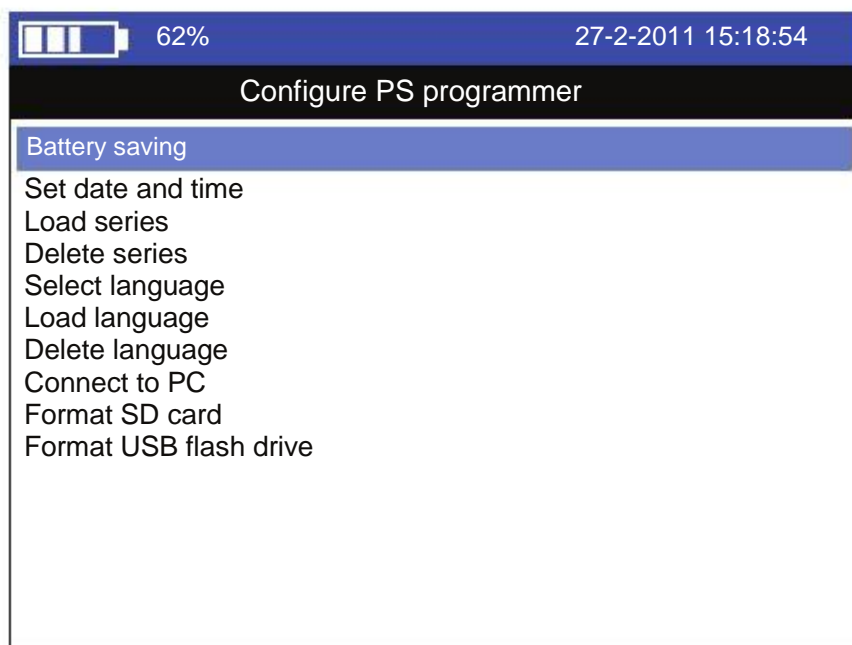 62% 27-2-2011 15:18:54
Configure PS programmer
Battery saving
Set date and time
Load series
Delete series
Select language
Load language
Delete language
Connect to PC
Format SD card
Format USB flash drive